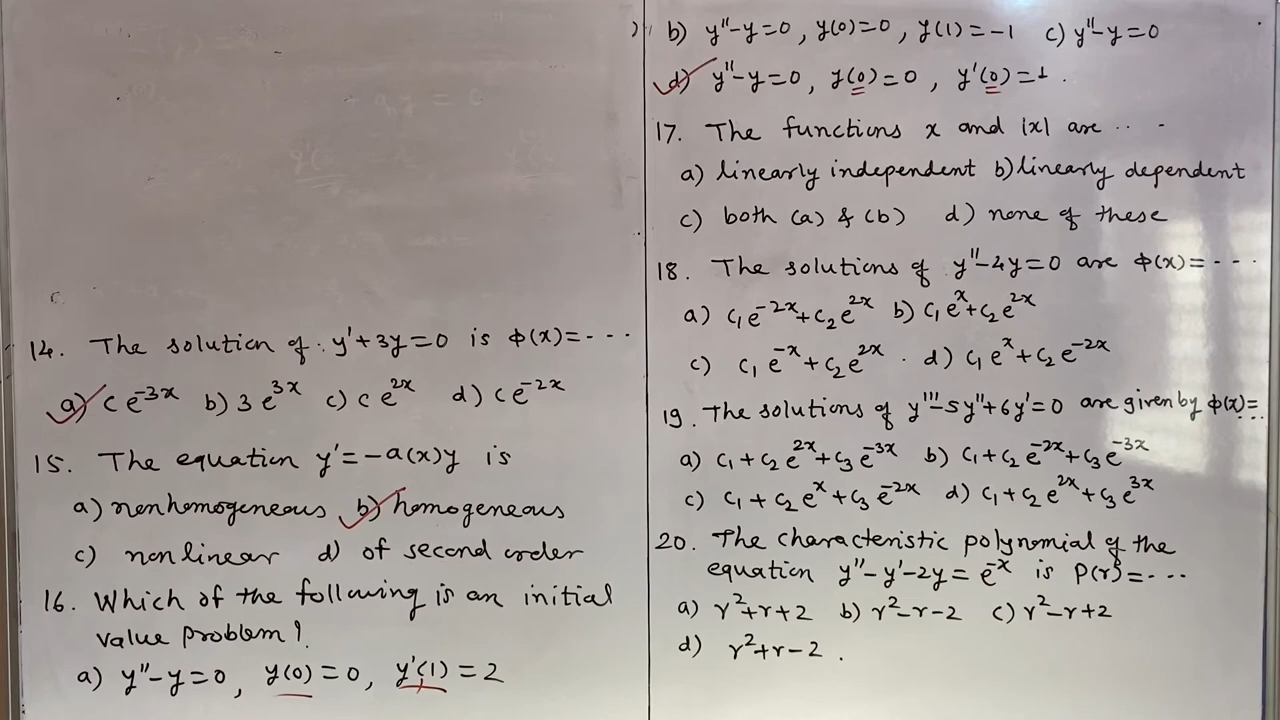 14. The solution of y'+3y=0 is φ(x)=---
a) ce^-3x b) 3e^3x c) ce^2x d) ce^-2x
15. The equation y'=-a(x)y is
a) nonhomogeneous b) homogeneous
c) nonlinear d) of second order
16. Which of the following is an initial
value problem?
a) y''-y=0, y(0)=0, y'(1)=2
b) y''-y=0, y(0)=0, y(1)=-1 c) y''-y=0
d) y''-y=0, y(0)=0, y'(0)=1.
17. The functions x and |x| are ...
a) linearly independent b) linearly dependent
c) both (a) & (b) d) none of these
18. The solutions of y''-4y=0 are φ(x)=----
a) c₁e^-2x+c₂e^2x b) c₁e^x+c₂e^2x
c) c₁e^-x+c₂e^2x. d) c₁e^x+c₂e^-2x
19. The solutions of y'''-5y''+6y'=0 are given by φ(x)=...
a) c₁+c₂e^2x+c₃e^-3x b) c₁+c₂e^-2x+c₃e^-3x
c) c₁+c₂e^x+c₃e^-2x d) c₁+c₂e^2x+c₃e^3x
20. The characteristic polynomial of the
equation y''-y'-2y=e^-x is p(r)=---
a) r²+r+2 b) r²-r-2 c) r²-r+2
d) r²+r-2.